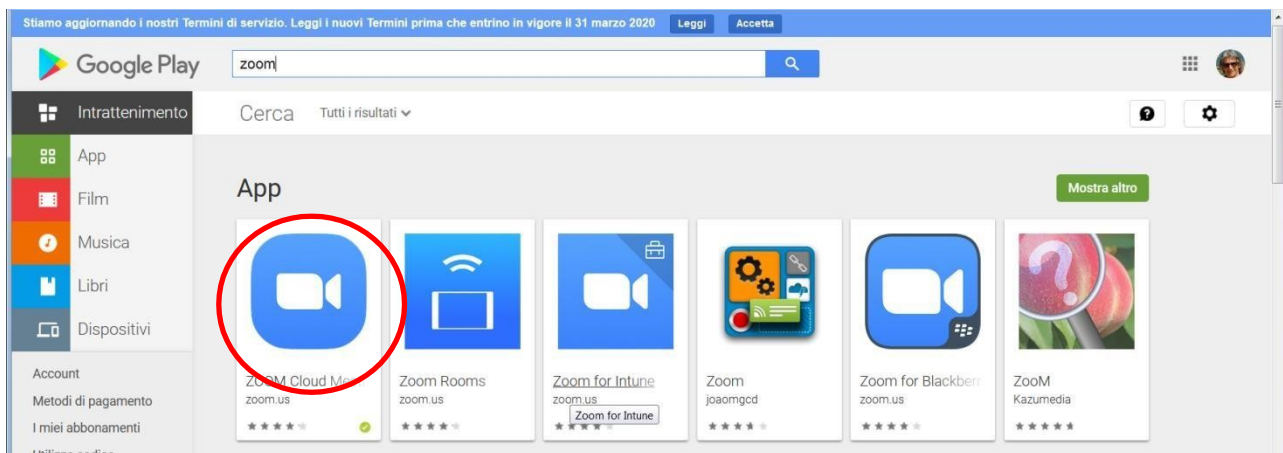 Stiamo aggiornando i nostri Termini di servizio. Leggi i nuovi Termini prima che entrino in vigore il 31 marzo 2020 Leggi Accetta
Google Play zoom
Intrattenimento Cerca Tutti i risultati
App
Film
Musica
Libri
Dispositivi
Account
Metodi di pagamento
I miei abbonamenti
App Mostra altro
ZOOM Cloud Me
zoom.us
Zoom Rooms
zoom.us
Zoom for Intune
zoom.us
Zoom for Intune
Zoom
joaomgcd
Zoom for Blackberr
zoom.us
ZooM
Kazumedia